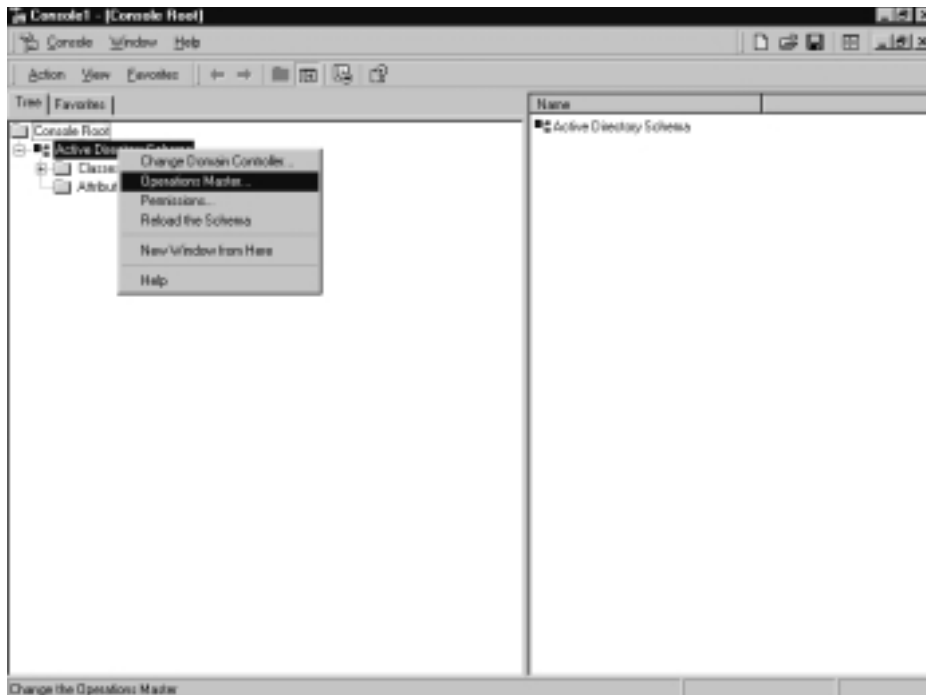 Console1 - [Console Root]
Console Window Help
Action View Favorites
Tree Favorites
Name
Console Root
Active Directory Schema
Active Directory Schema
Classes
Attribut
Change Domain Controller...
Operations Master...
Permissions...
Reload the Schema
New Window from Here
Help
Change the Operations Master